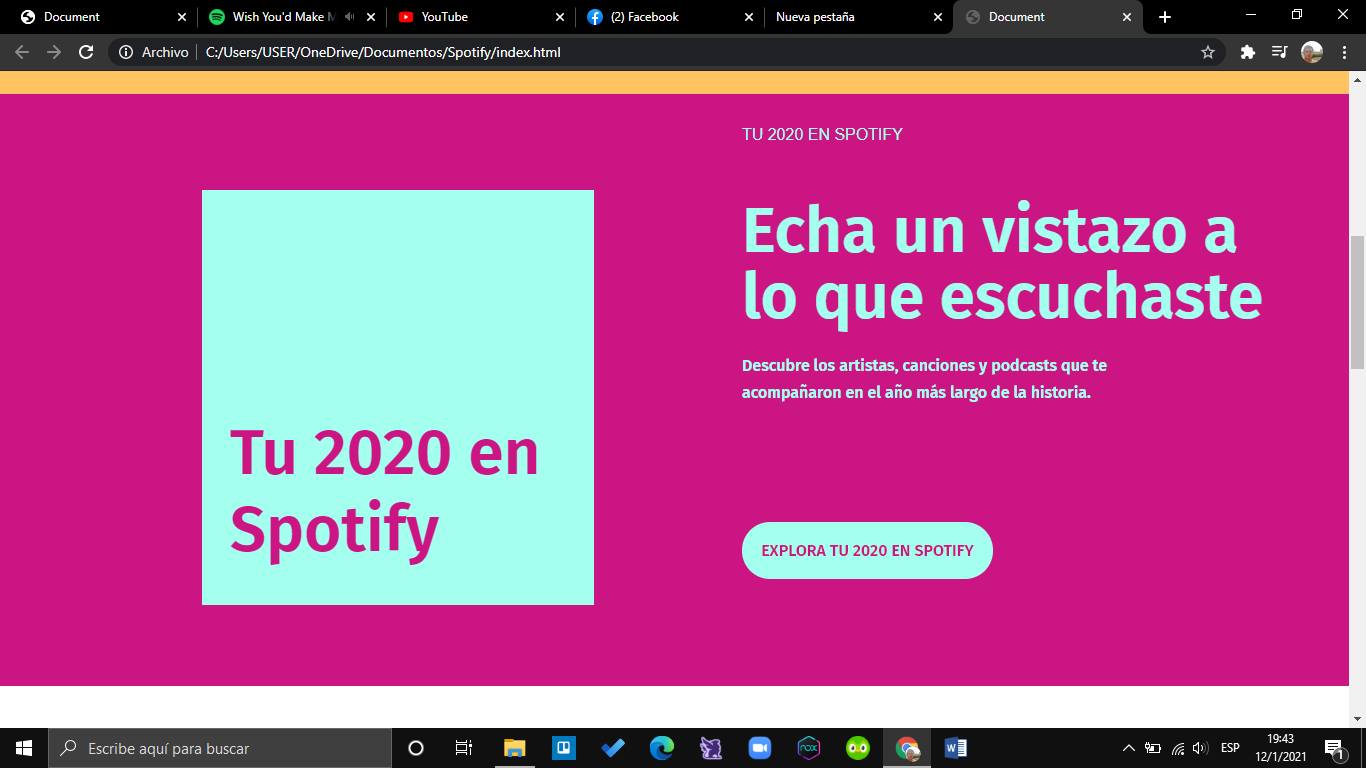 Document
Wish You'd Make M
YouTube
(2) Facebook
Nueva pestaña
Document
Archivo
C:/Users/USER/OneDrive/Documentos/Spotify/index.html
TU 2020 EN SPOTIFY
Echa un vistazo a
lo que escuchaste
Descubre los artistas, canciones y podcasts que te
acompañaron en el año más largo de la historia.
Tu 2020 en
Spotify
EXPLORA TU 2020 EN SPOTIFY
Escribe aquí para buscar
nox
W
ESP
19:43
12/1/2021
1